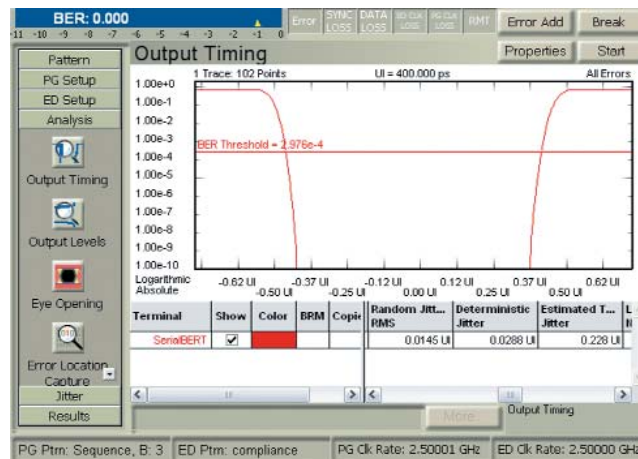 BER: 0.000
-11 -10 -9 -8 -7 -6 -5 -4 -3 -2 -1 0
Error
SYNC LOSS
DATA LOSS
LOSS
LOSS
RMT
Error Add
Break
Output Timing
Properties
Start
Pattern
PG Setup
ED Setup
Analysis
Output Timing
Output Levels
Eye Opening
Error Location Capture
Jitter
Results
1 Trace: 102 Points
UI = 400.000 ps
All Errors
1.00e+0
1.00e-1
1.00e-2
1.00e-3
1.00e-4
1.00e-5
1.00e-6
1.00e-7
1.00e-8
1.00e-9
1.00e-10
BER Threshold = 2.976e-4
Logarithmic
Absolute
-0.62 UI -0.37 UI -0.12 UI 0.12 UI 0.37 UI 0.62 UI
-0.50 UI -0.25 UI 0.00 UI 0.25 UI 0.50 UI
Terminal Show Color BRM Copie
Random Jitt... RMS
Deterministic Jitter
Estimated T... Jitter
SerialBERT
0.0145 UI 0.0288 UI 0.228 UI
More...
Output Timing
PG Ptrn: Sequence, B: 3
ED Ptrn: compliance
PG Clk Rate: 2.50001 GHz
ED Clk Rate: 2.50000 GHz